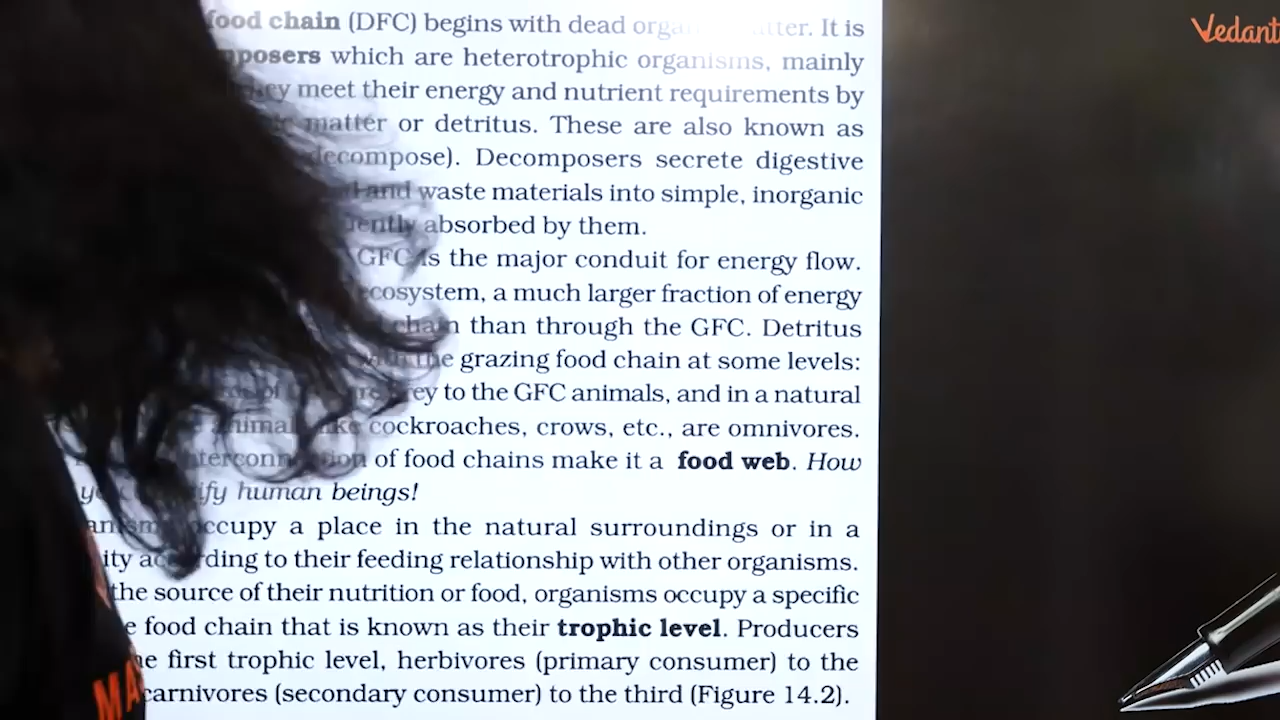 Vedant
food chain (DFC) begins with dead It is
which are heterotrophic organisms, mainly
meet their energy and nutrient requirements by
matter or detritus. These are also known as
decompose). Decomposers secrete digestive
and waste materials into simple, inorganic
absorbed by them.
GFC is the major conduit for energy flow.
ecosystem, a much larger fraction of energy
chain than through the GFC. Detritus
the grazing food chain at some levels:
to the GFC animals, and in a natural
cockroaches, crows, etc., are omnivores.
of food chains make it a food web. How
human beings!
occupy a place in the natural surroundings or in a
to their feeding relationship with other organisms.
the source of their nutrition or food, organisms occupy a specific
food chain that is known as their trophic level. Producers
first trophic level, herbivores (primary consumer) to the
carnivores (secondary consumer) to the third (Figure 14.2).
MA